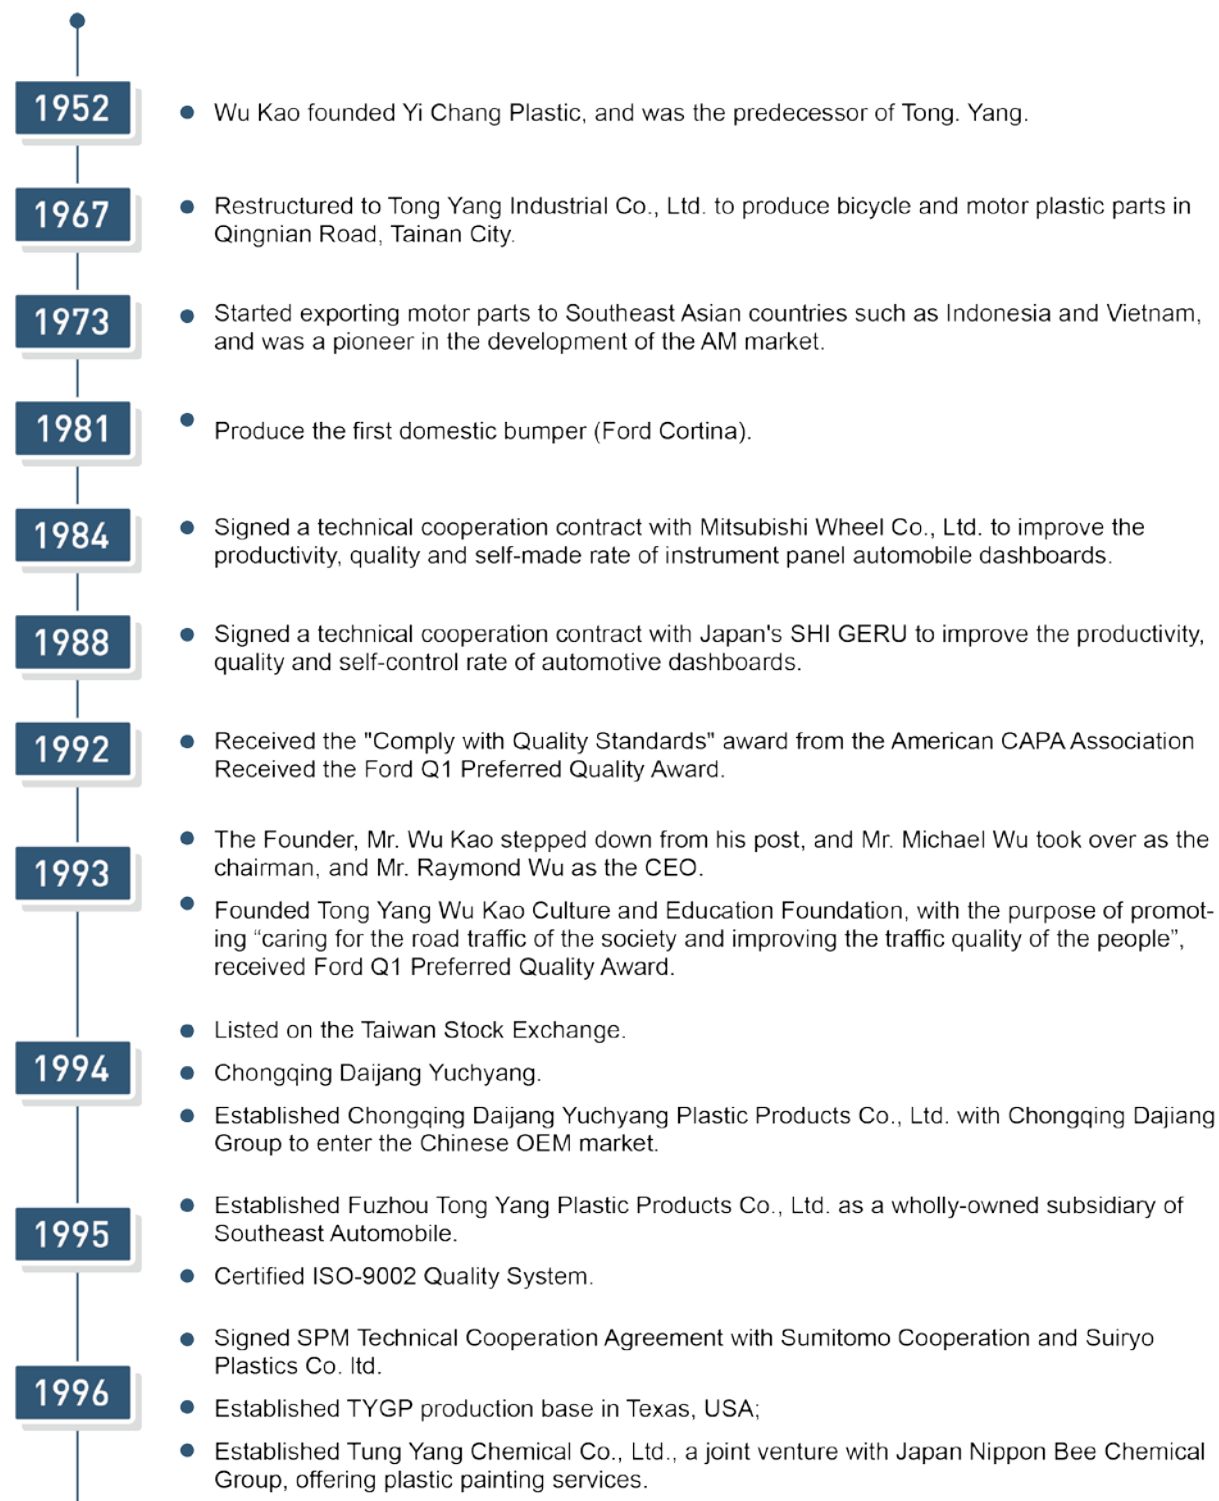 1952
Wu Kao founded Yi Chang Plastic, and was the predecessor of Tong. Yang.
1967
Restructured to Tong Yang Industrial Co., Ltd. to produce bicycle and motor plastic parts in
Qingnian Road, Tainan City.
1973
Started exporting motor parts to Southeast Asian countries such as Indonesia and Vietnam,
and was a pioneer in the development of the AM market.
1981
Produce the first domestic bumper (Ford Cortina).
1984
Signed a technical cooperation contract with Mitsubishi Wheel Co., Ltd. to improve the
productivity, quality and self-made rate of instrument panel automobile dashboards.
1988
Signed a technical cooperation contract with Japan's SHI GERU to improve the productivity,
quality and self-control rate of automotive dashboards.
1992
Received the "Comply with Quality Standards" award from the American CAPA Association
Received the Ford Q1 Preferred Quality Award.
1993
The Founder, Mr. Wu Kao stepped down from his post, and Mr. Michael Wu took over as the
chairman, and Mr. Raymond Wu as the CEO.
Founded Tong Yang Wu Kao Culture and Education Foundation, with the purpose of promot-
ing “caring for the road traffic of the society and improving the traffic quality of the people”,
received Ford Q1 Preferred Quality Award.
1994
Listed on the Taiwan Stock Exchange.
Chongqing Daijang Yuchyang.
Established Chongqing Daijang Yuchyang Plastic Products Co., Ltd. with Chongqing Dajiang
Group to enter the Chinese OEM market.
1995
Established Fuzhou Tong Yang Plastic Products Co., Ltd. as a wholly-owned subsidiary of
Southeast Automobile.
Certified ISO-9002 Quality System.
1996
Signed SPM Technical Cooperation Agreement with Sumitomo Cooperation and Suiryo
Plastics Co. ltd.
Established TYGP production base in Texas, USA;
Established Tung Yang Chemical Co., Ltd., a joint venture with Japan Nippon Bee Chemical
Group, offering plastic painting services.